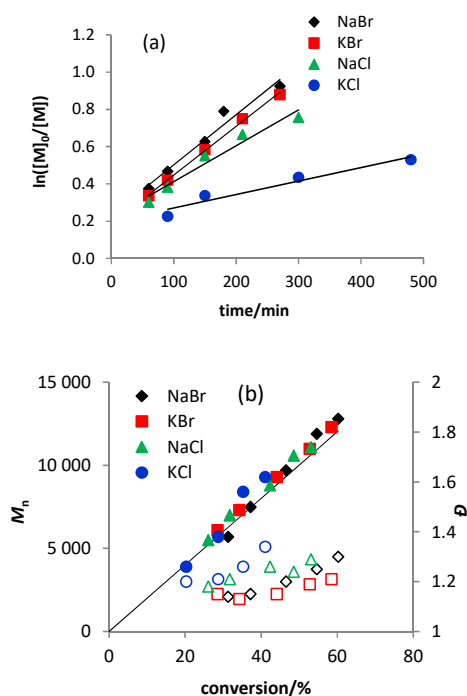 (a)
NaBr
KBr
NaCl
KCl
ln([M]₀/[M])
1.2
1.0
0.8
0.6
0.4
0.2
0.0
0 100 200 300 400 500
time/min
(b)
NaBr
KBr
NaCl
KCl
Mn
15 000
10 000
5 000
0
2
1.8
1.6
1.4
1.2
1
Đ
0 20 40 60 80
conversion/%